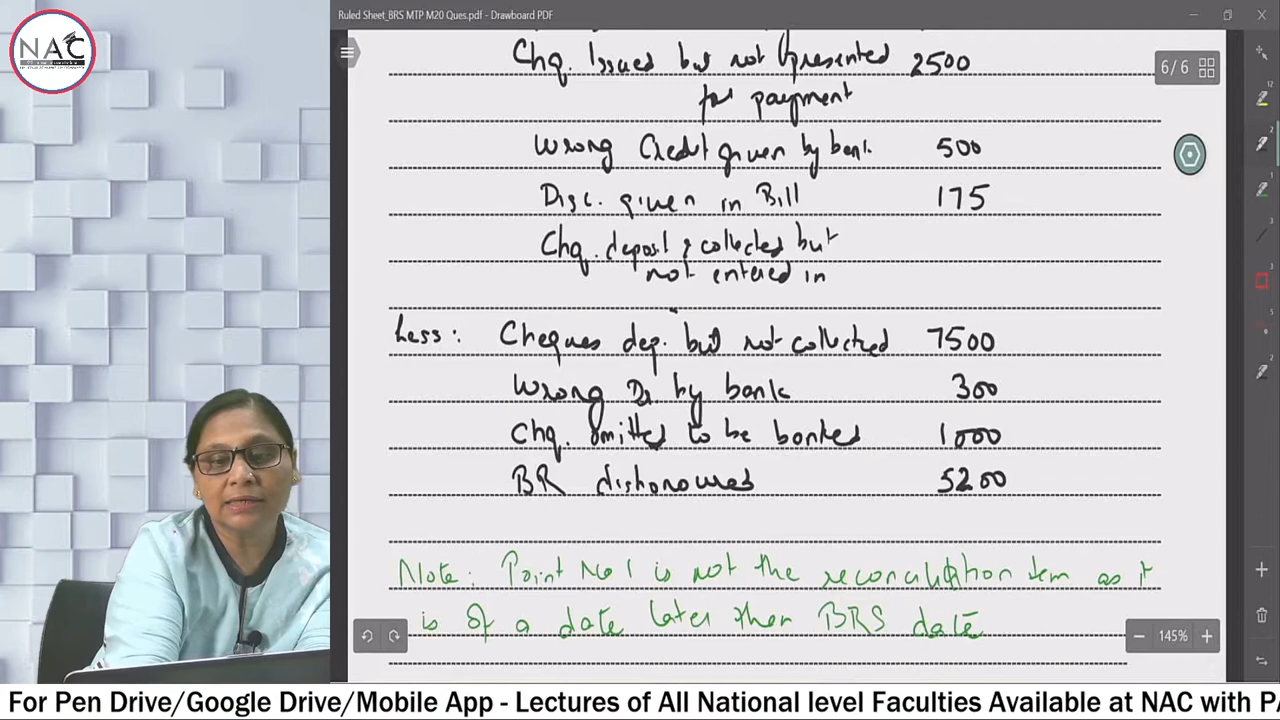 Ruled Sheet_BRS MTP M20 Ques.pdf - Drawboard PDF
NAC
6/6
Chq. Issued but not presented 2500
for payment
Wrong Credit given by bank 500
Disc. given in Bill 175
Chq. deposit & collected but
not entered in
Less: Cheques dep. but not collected 7500
Wrong Dr by bank 300
Chq. omitted to be banked 1000
BR dishonoured 5200
Note: Point No 1 is not the reconciliation item as it
is of a date later then BRS date
145%
For Pen Drive/Google Drive/Mobile App - Lectures of All National level Faculties Available at NAC with PA